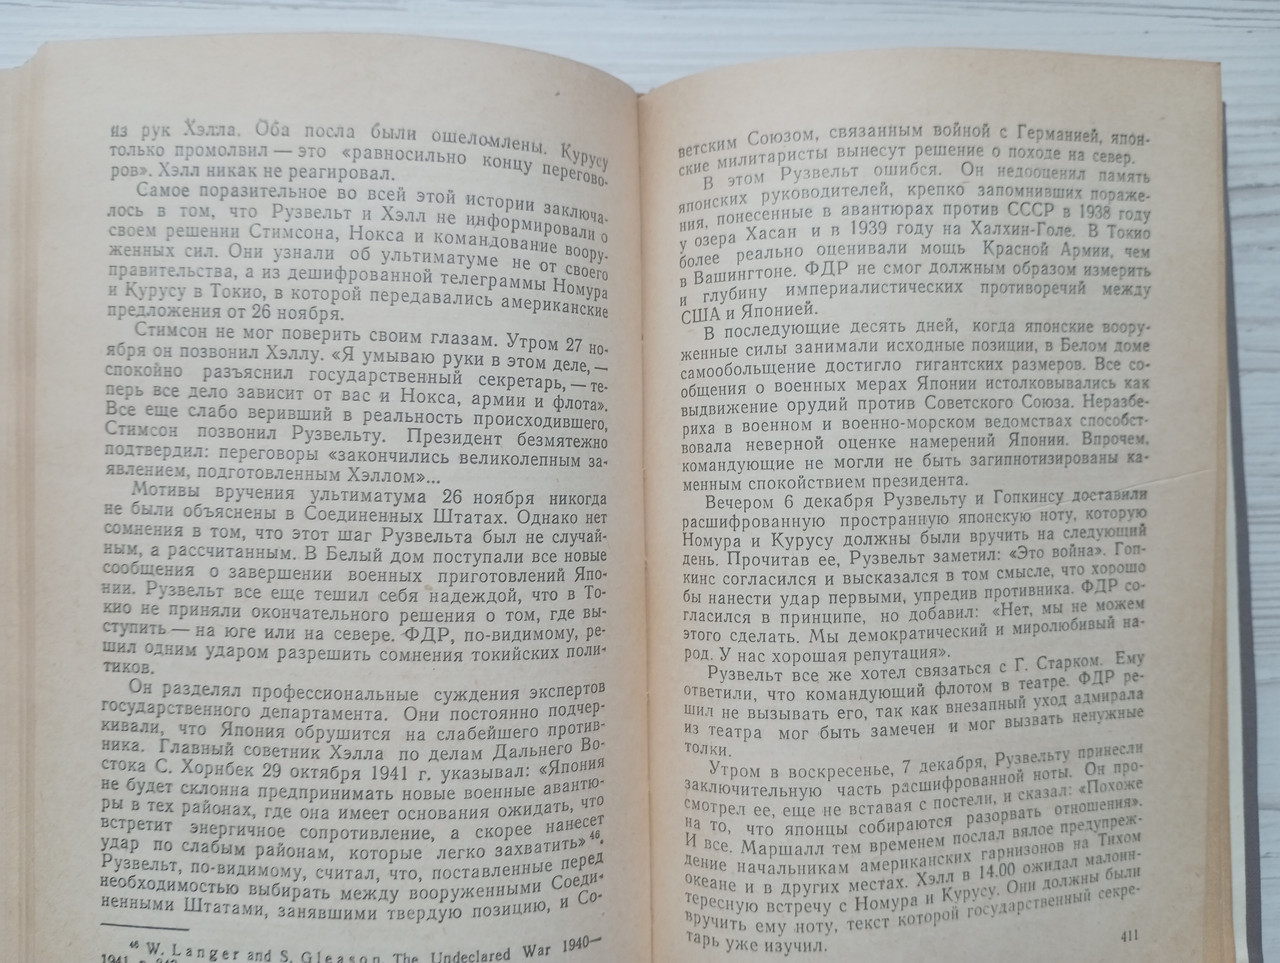 из рук Хэлла. Оба посла были ошеломлены. Курусу
только промолвил — это «равносильно концу перегово-
ров». Хэлл никак не реагировал.
Самое поразительное во всей этой истории заключа-
лось в том, что Рузвельт и Хэлл не информировали о
своем решении Стимсона, Нокса и командование воору-
женных сил. Они узнали об ультиматуме не от своего
правительства, а из дешифрованной телеграммы Номура
и Курусу в Токио, в которой передавались американские
предложения от 26 ноября.
Стимсон не мог поверить своим глазам. Утром 27 но-
ября он позвонил Хэллу. «Я умываю руки в этом деле, —
спокойно разъяснил государственный секретарь, — те-
перь все дело зависит от вас и Нокса, армии и флота».
Все еще слабо веривший в реальность происходившего,
Стимсон позвонил Рузвельту. Президент безмятежно
подтвердил: переговоры «закончились великолепным за-
явлением, подготовленным Хэллом»...
Мотивы вручения ультиматума 26 ноября никогда
не были объяснены в Соединенных Штатах. Однако нет
сомнения в том, что этот шаг Рузвельта был не случай-
ным, а рассчитанным. В Белый дом поступали все новые
сообщения о завершении военных приготовлений Япо-
нии. Рузвельт все еще тешил себя надеждой, что в То-
кио не приняли окончательного решения о том, где вы-
ступить — на юге или на севере. ФДР, по-видимому, ре-
шил одним ударом разрешить сомнения токийских поли-
тиков.
Он разделял профессиональные суждения экспертов
государственного департамента. Они постоянно подчер-
кивали, что Япония обрушится на слабейшего против-
ника. Главный советник Хэлла по делам Дальнего Во-
стока С. Хорнбек 29 октября 1941 г. указывал: «Япония
не будет склонна предпринимать новые военные авантю-
ры в тех районах, где она имеет основания ожидать, что
встретит энергичное сопротивление, а скорее нанесет
удар по слабым районам, которые легко захватить» 46.
Рузвельт, по-видимому, считал, что, поставленные перед
необходимостью выбирать между вооруженными Соеди-
ненными Штатами, занявшими твердую позицию, и Со-
46 W. Langer and S. Gleason. The Undeclared War 1940—
ветским Союзом, связанным войной с Германией, япон-
ские милитаристы вынесут решение о походе на север.
В этом Рузвельт ошибся. Он недооценил память
японских руководителей, крепко запомнивших пораже-
ния, понесенные в авантюрах против СССР в 1938 году
у озера Хасан и в 1939 году на Халхин-Голе. В Токио
более реально оценивали мощь Красной Армии, чем
в Вашингтоне. ФДР не смог должным образом измерить
и глубину империалистических противоречий между
США и Японией.
В последующие десять дней, когда японские воору-
женные силы занимали исходные позиции, в Белом доме
самообольщение достигло гигантских размеров. Все со-
общения о военных мерах Японии истолковывались как
выдвижение орудий против Советского Союза. Неразбе-
риха в военном и военно-морском ведомствах способст-
вовала неверной оценке намерений Японии. Впрочем,
командующие не могли не быть загипнотизированы ка-
менным спокойствием президента.
Вечером 6 декабря Рузвельту и Гопкинсу доставили
расшифрованную пространную японскую ноту, которую
Номура и Курусу должны были вручить на следующий
день. Прочитав ее, Рузвельт заметил: «Это война». Гоп-
кинс согласился и высказался в том смысле, что хорошо
бы нанести удар первыми, упредив противника. ФДР со-
гласился в принципе, но добавил: «Нет, мы не можем
этого сделать. Мы демократический и миролюбивый на-
род. У нас хорошая репутация».
Рузвельт все же хотел связаться с Г. Старком. Ему
ответили, что командующий флотом в театре. ФДР ре-
шил не вызывать его, так как внезапный уход адмирала
из театра мог быть замечен и мог вызвать ненужные
толки.
Утром в воскресенье, 7 декабря, Рузвельту принесли
заключительную часть расшифрованной ноты. Он про-
смотрел ее, еще не вставая с постели, и сказал: «Похоже
на то, что японцы собираются разорвать отношения».
И все. Маршалл тем временем послал вялое предупреж-
дение начальникам американских гарнизонов на Тихом
океане и в других местах. Хэлл в 14.00 ожидал малоин-
тересную встречу с Номура и Курусу. Они должны были
вручить ему ноту, текст которой государственный секре-
тарь уже изучил.
411